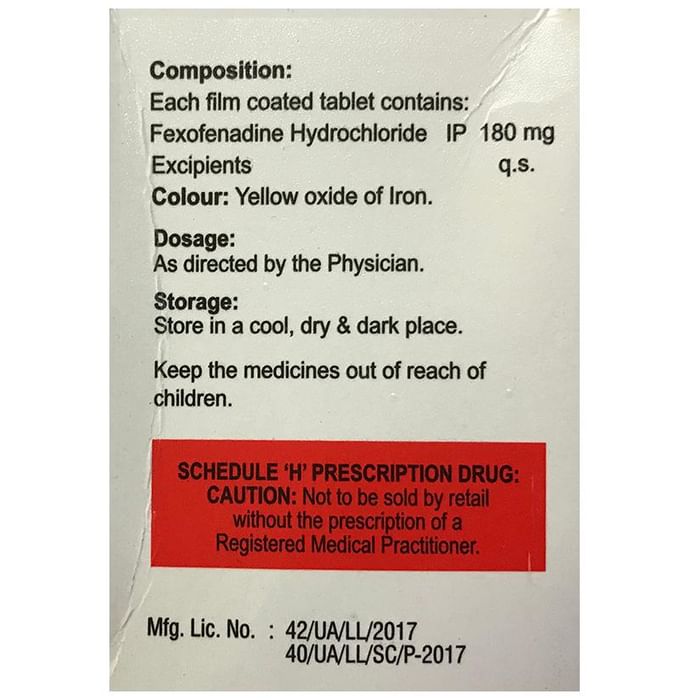 Composition:
Each film coated tablet contains:
Fexofenadine Hydrochloride IP 180 mg
Excipients q.s.
Colour: Yellow oxide of Iron.
Dosage:
As directed by the Physician.
Storage:
Store in a cool, dry & dark place.
Keep the medicines out of reach of
children.
SCHEDULE ‘H’ PRESCRIPTION DRUG:
CAUTION: Not to be sold by retail
without the prescription of a
Registered Medical Practitioner.
Mfg. Lic. No. : 42/UA/LL/2017
40/UA/LL/SC/P-2017